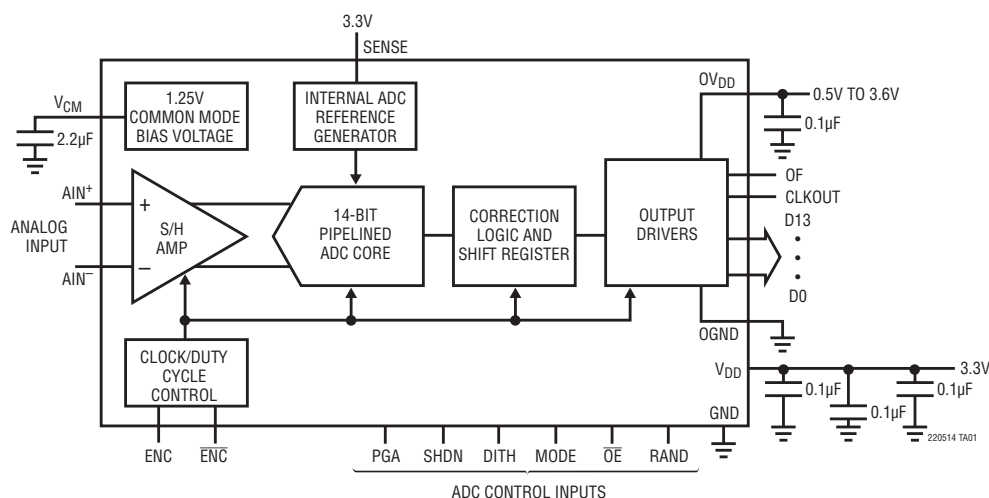 3.3V
SENSE
OVDD
0.5V TO 3.6V
0.1µF
VCM
2.2µF
1.25V
COMMON MODE
BIAS VOLTAGE
INTERNAL ADC
REFERENCE
GENERATOR
OF
CLKOUT
D13
D0
AIN+
ANALOG
INPUT
AIN−
+
−
S/H
AMP
14-BIT
PIPELINED
ADC CORE
CORRECTION
LOGIC AND
SHIFT REGISTER
OUTPUT
DRIVERS
OGND
CLOCK/DUTY
CYCLE
CONTROL
VDD
3.3V
0.1µF
0.1µF
0.1µF
GND
220514 TA01
ENC
E̅N̅C̅
PGA
SHDN
DITH
MODE
O̅E̅
RAND
ADC CONTROL INPUTS